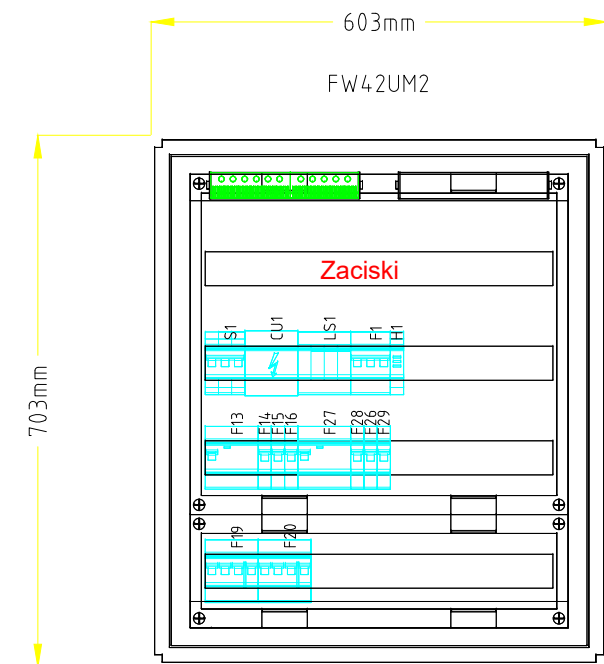 603mm
FW42UM2
703mm
Zaciski
S1 CU1 LS1 F1 H1
F13 F14 F15 F16 F27 F28 F26 F29
F19 F20